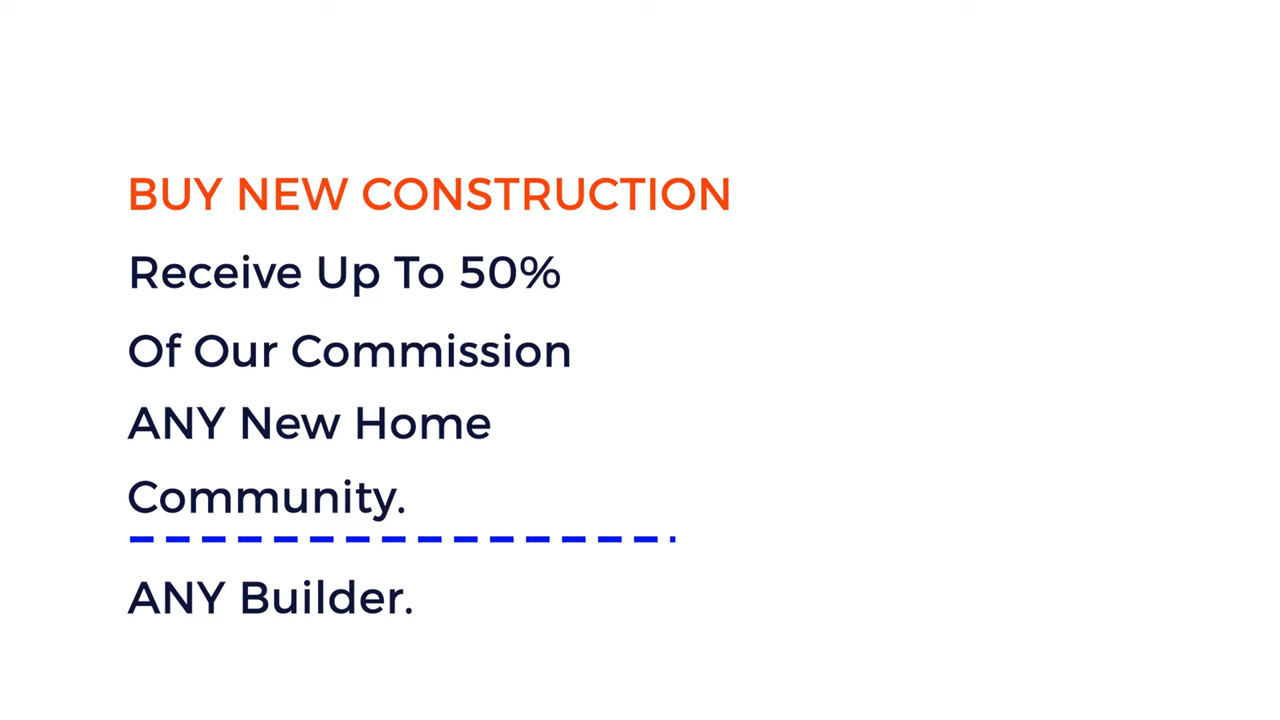 BUY NEW CONSTRUCTION
Receive Up To 50%
Of Our Commission
ANY New Home
Community.
ANY Builder.